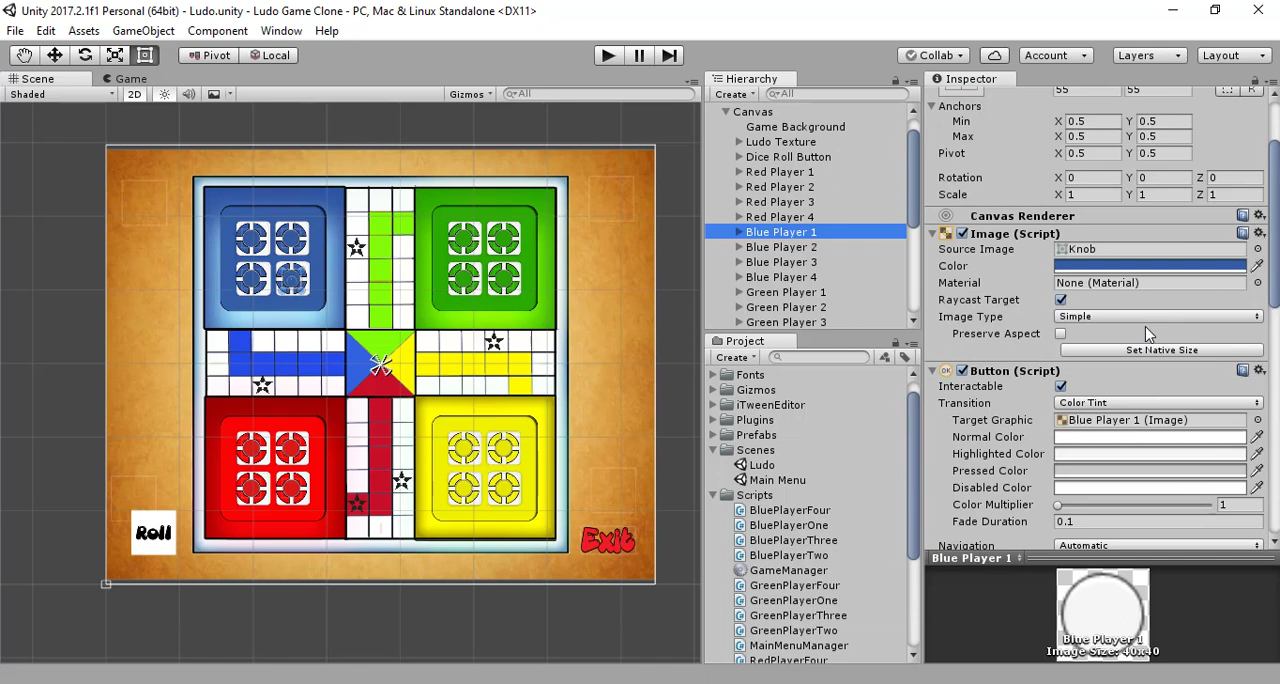 Unity 2017.2.1f1 Personal (64bit) - Ludo.unity - Ludo Game Clone - PC, Mac & Linux Standalone <DX11>
File Edit Assets GameObject Component Window Help
Pivot Local Collab Account Layers Layout
Scene Game
Shaded 2D Gizmos All
Roll
Exit
Hierarchy
Create All
Canvas
Game Background
Ludo Texture
Dice Roll Button
Red Player 1
Red Player 2
Red Player 3
Red Player 4
Blue Player 1
Blue Player 2
Blue Player 3
Blue Player 4
Green Player 1
Green Player 2
Green Player 3
Project
Create
Fonts
Gizmos
iTweenEditor
Plugins
Prefabs
Scenes
Ludo
Main Menu
Scripts
BluePlayerFour
BluePlayerOne
BluePlayerThree
BluePlayerTwo
GameManager
GreenPlayerFour
GreenPlayerOne
GreenPlayerThree
GreenPlayerTwo
MainMenuManager
RedPlayerFour
Inspector
55 55 R
Anchors
Min X 0.5 Y 0.5
Max X 0.5 Y 0.5
Pivot X 0.5 Y 0.5
Rotation X 0 Y 0 Z 0
Scale X 1 Y 1 Z 1
Canvas Renderer
Image (Script)
Source Image Knob
Color
Material None (Material)
Raycast Target
Image Type Simple
Preserve Aspect
Set Native Size
OK Button (Script)
Interactable
Transition Color Tint
Target Graphic Blue Player 1 (Image)
Normal Color
Highlighted Color
Pressed Color
Disabled Color
Color Multiplier 1
Fade Duration 0.1
Navigation Automatic
Blue Player 1
Blue Player 1
Image Size: 40x40